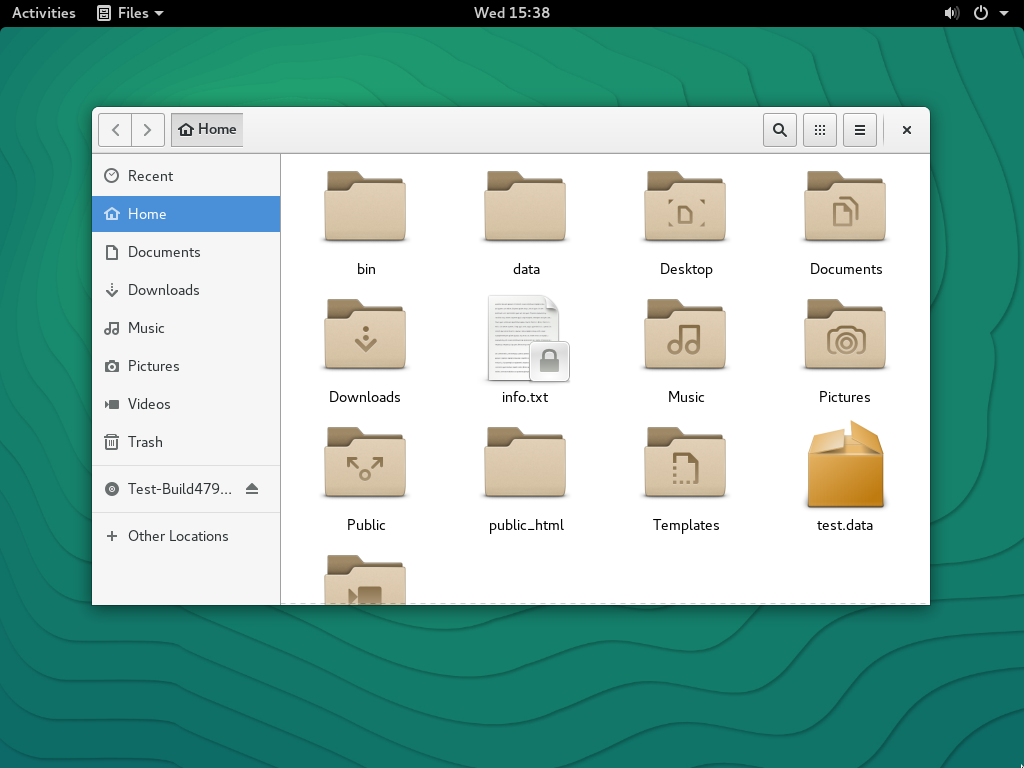 Activities Files Wed 15:38
Home
Recent
Home
Documents
Downloads
Music
Pictures
Videos
Trash
Test-Build479...
Other Locations
bin data Desktop Documents
Downloads info.txt Music Pictures
Public public_html Templates test.data